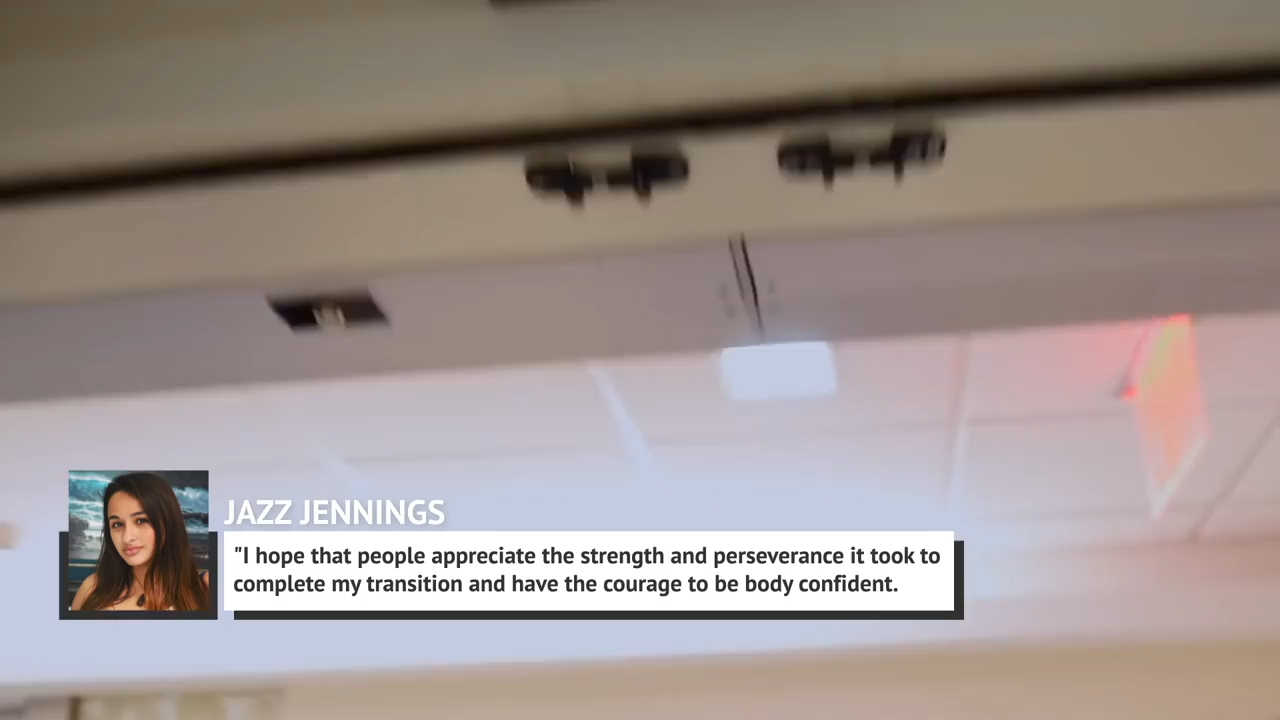 JAZZ JENNINGS
"I hope that people appreciate the strength and perseverance it took to
complete my transition and have the courage to be body confident.